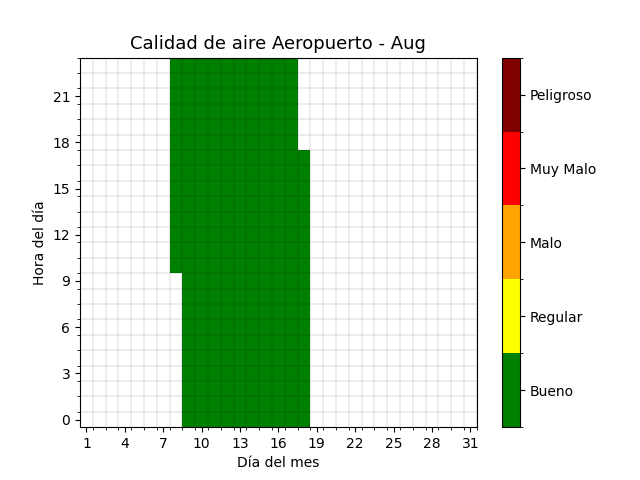 Calidad de aire Aeropuerto - Aug
Hora del día
21
18
15
12
9
6
3
0
1 4 7 10 13 16 19 22 25 28 31
Día del mes
Peligroso
Muy Malo
Malo
Regular
Bueno